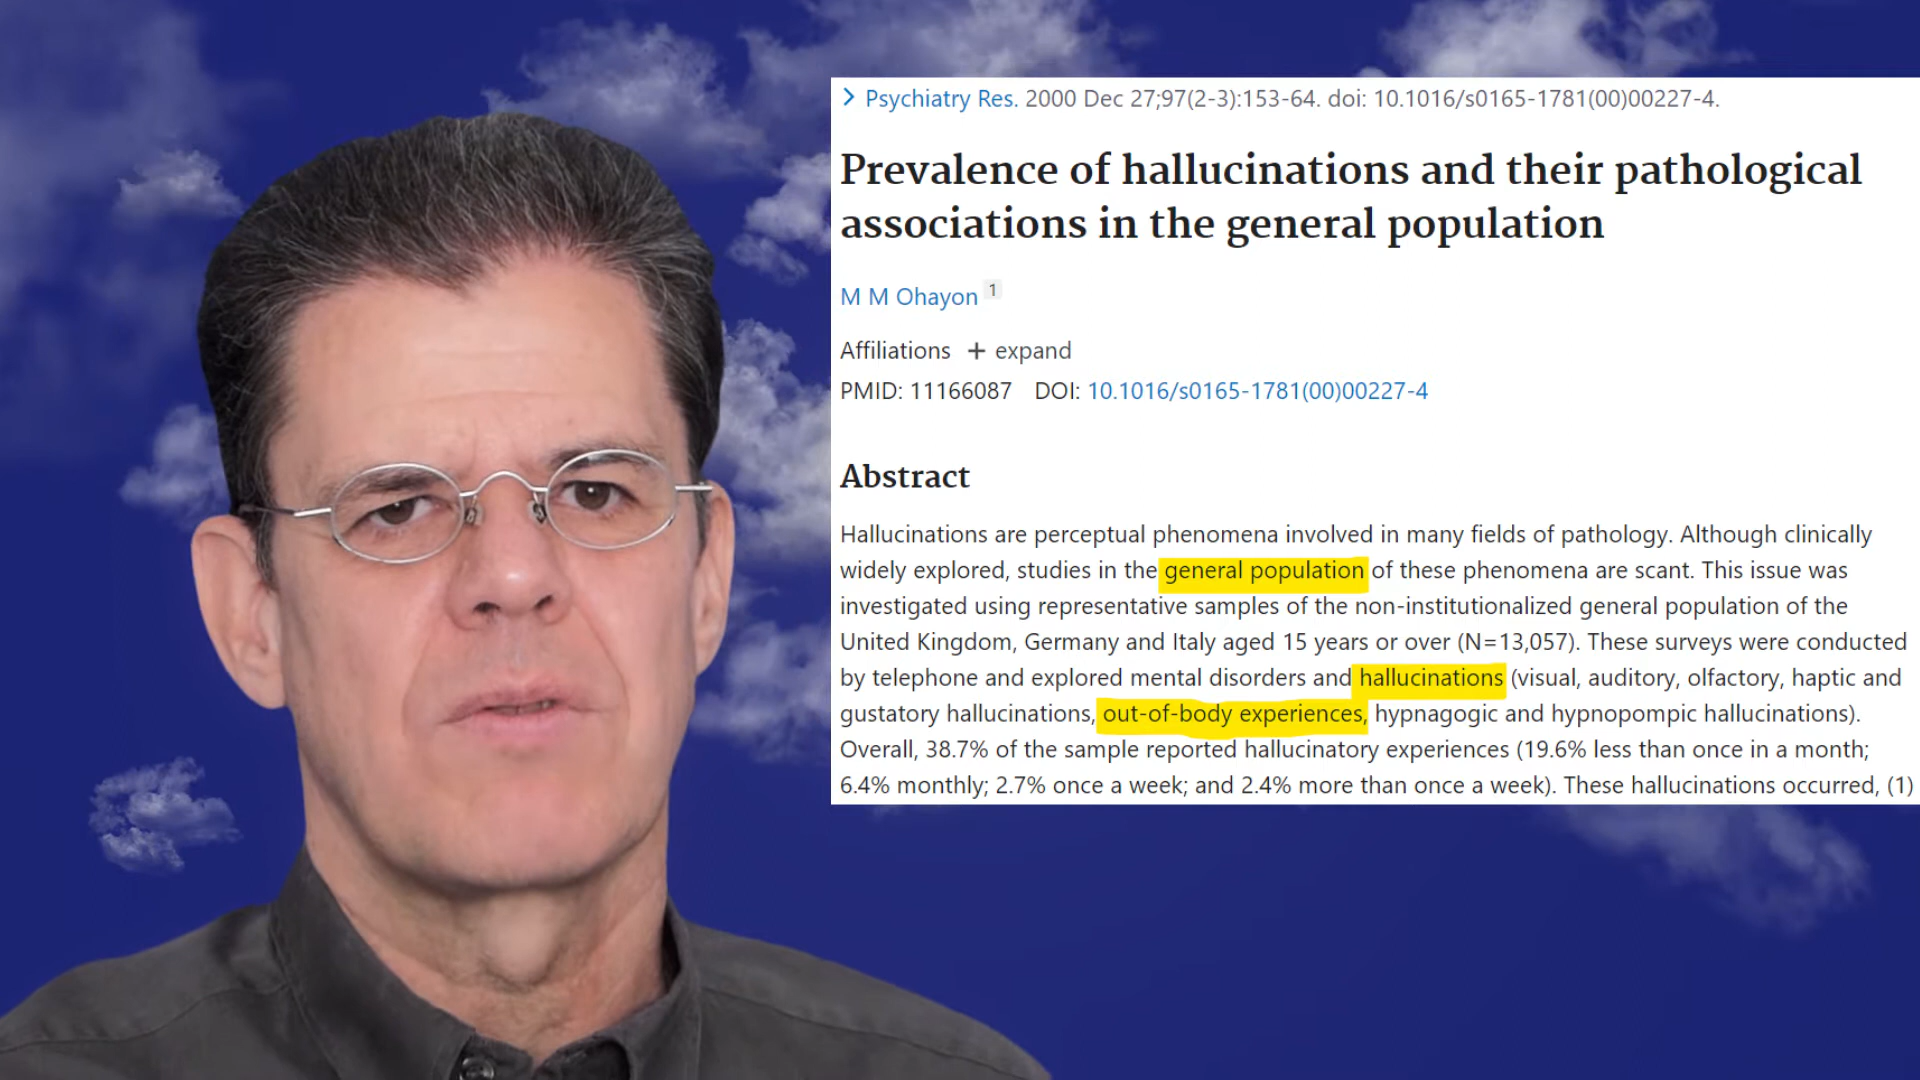 Psychiatry Res. 2000 Dec 27;97(2-3):153-64. doi: 10.1016/s0165-1781(00)00227-4.
Prevalence of hallucinations and their pathological
associations in the general population
M M Ohayon 1
Affiliations + expand
PMID: 11166087 DOI: 10.1016/s0165-1781(00)00227-4
Abstract
Hallucinations are perceptual phenomena involved in many fields of pathology. Although clinically
widely explored, studies in the general population of these phenomena are scant. This issue was
investigated using representative samples of the non-institutionalized general population of the
United Kingdom, Germany and Italy aged 15 years or over (N=13,057). These surveys were conducted
by telephone and explored mental disorders and hallucinations (visual, auditory, olfactory, haptic and
gustatory hallucinations, out-of-body experiences, hypnagogic and hypnopompic hallucinations).
Overall, 38.7% of the sample reported hallucinatory experiences (19.6% less than once in a month;
6.4% monthly; 2.7% once a week; and 2.4% more than once a week). These hallucinations occurred, (1)